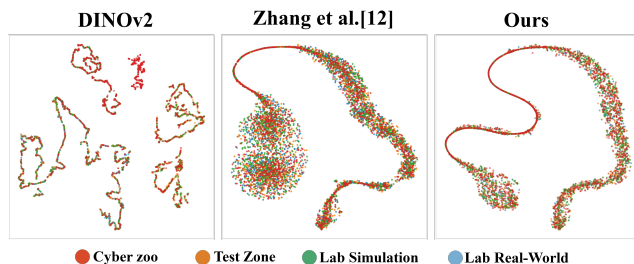 DINOv2 Zhang et al.[12] Ours
Cyber zoo Test Zone Lab Simulation Lab Real-World